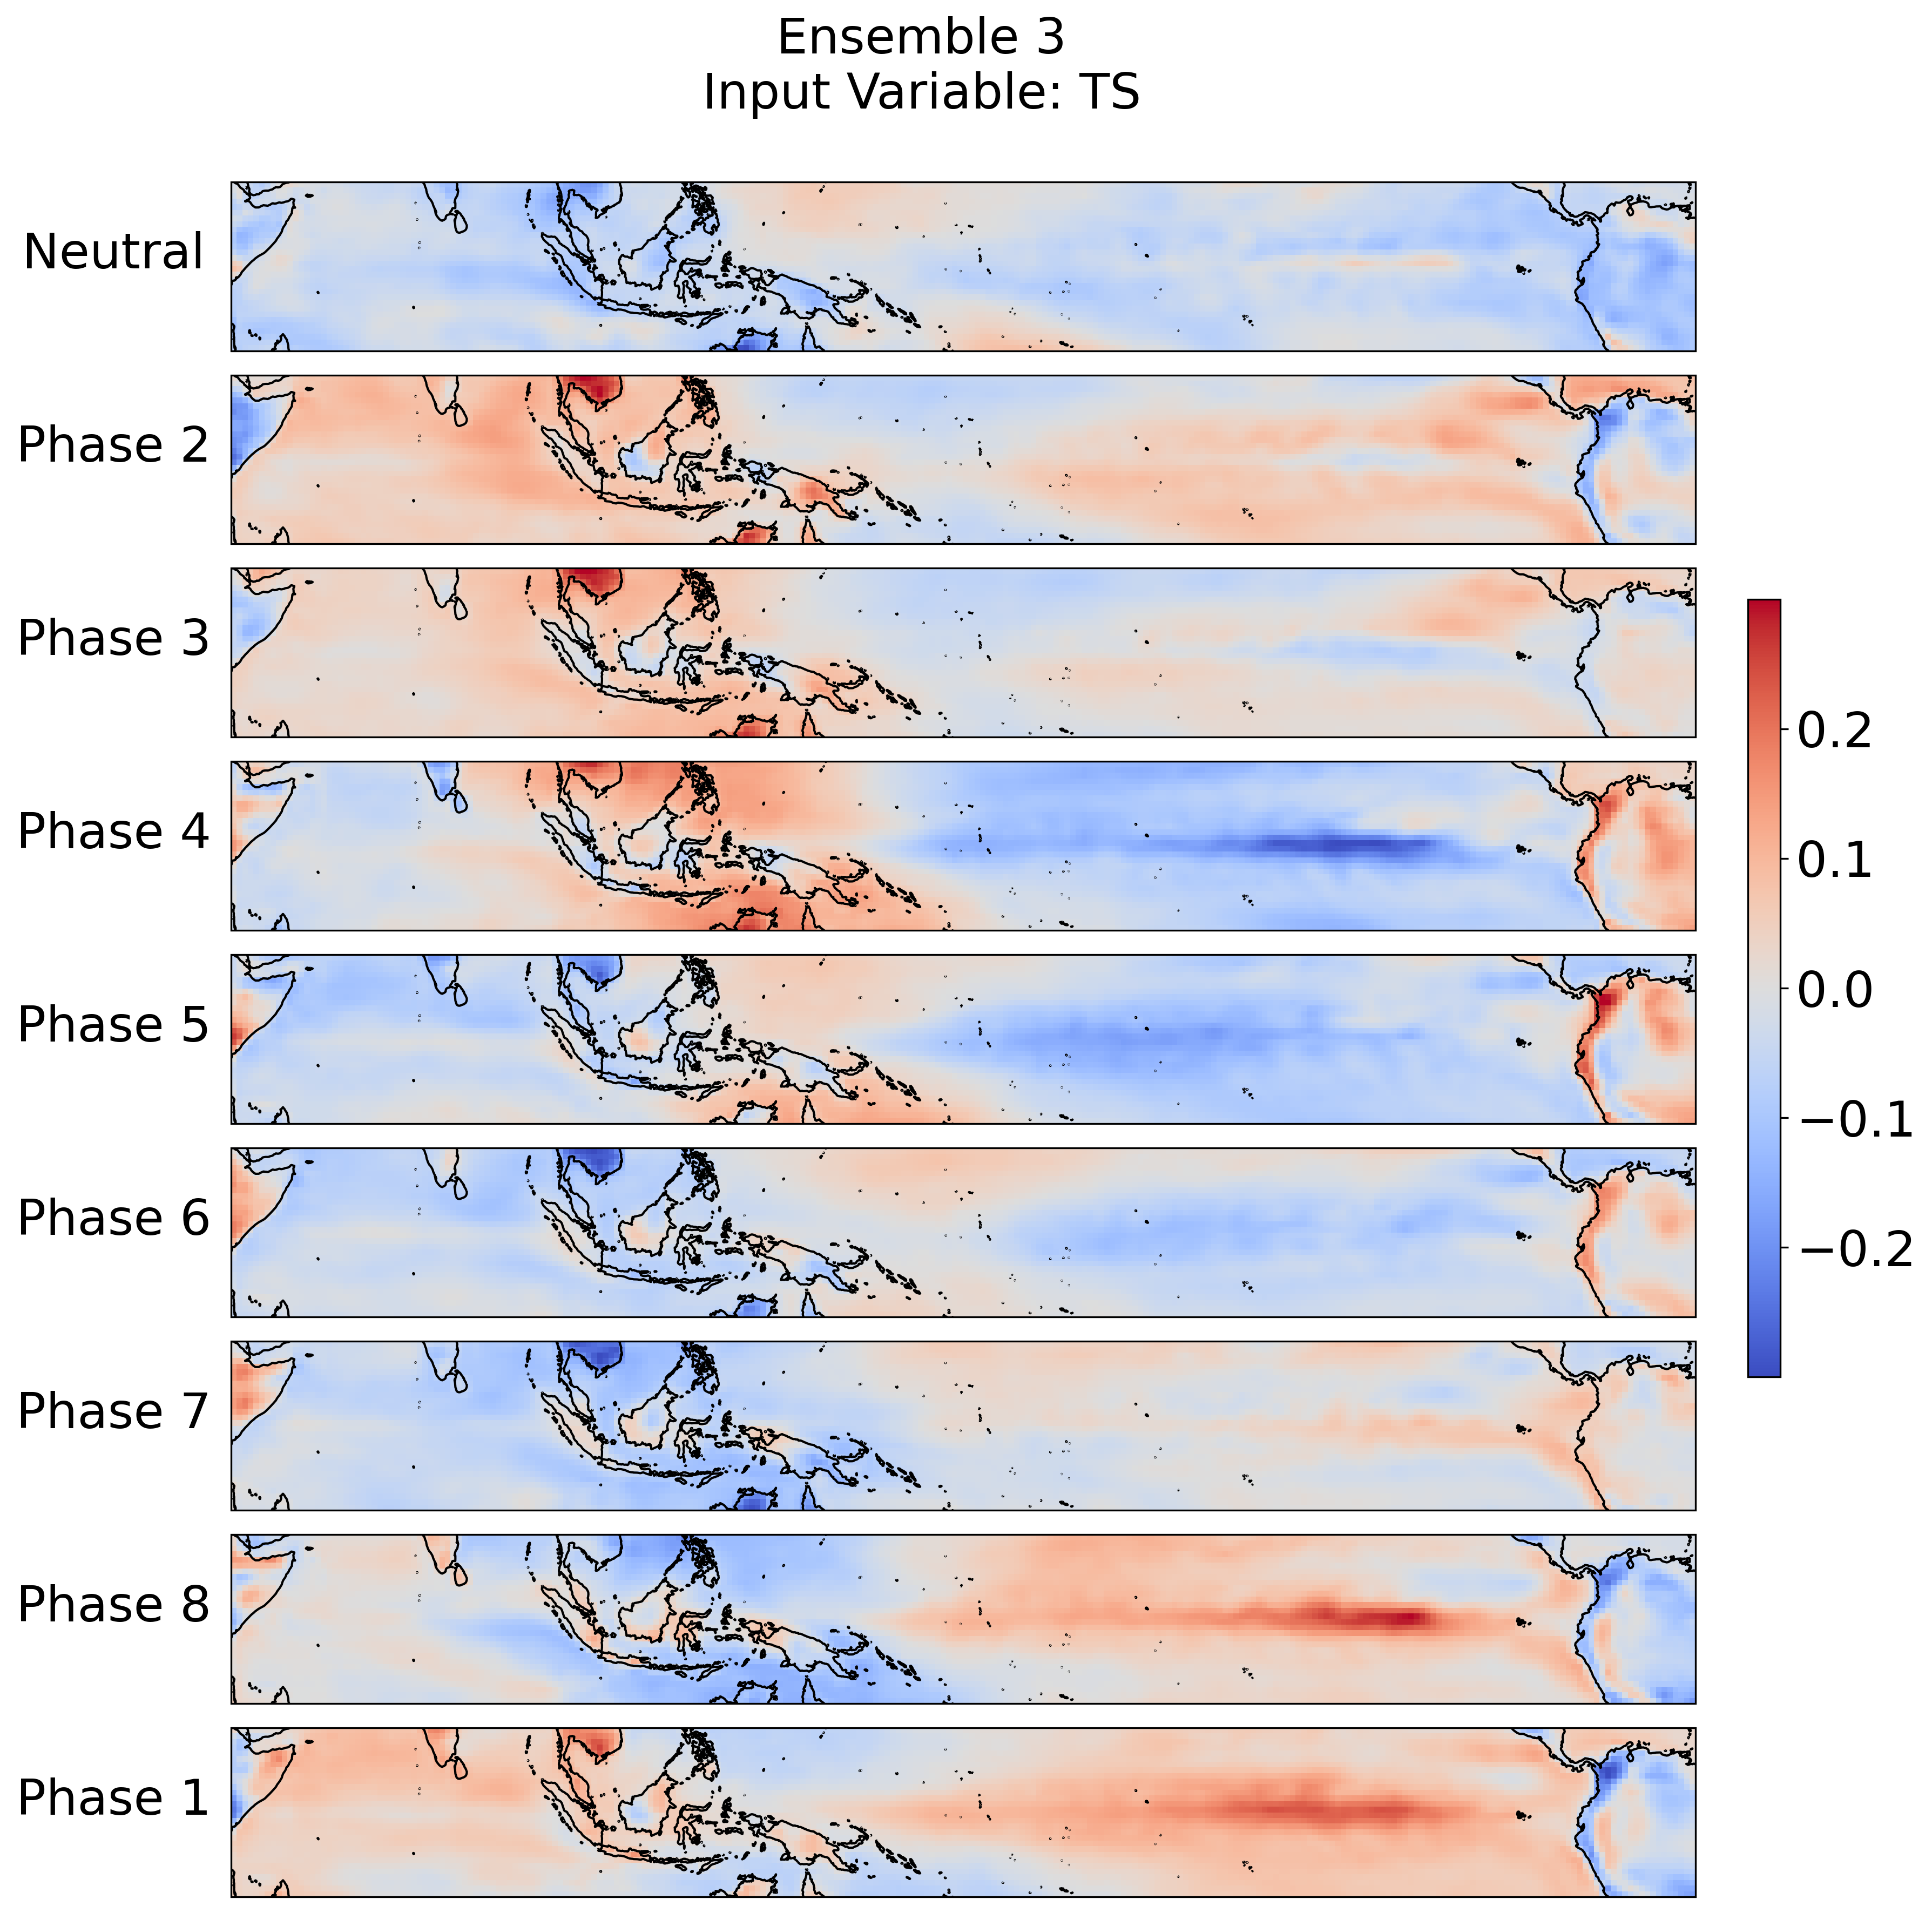 Ensemble 3
Input Variable: TS
Neutral
Phase 2
Phase 3
Phase 4
Phase 5
Phase 6
Phase 7
Phase 8
Phase 1
0.2
0.1
0.0
−0.1
−0.2